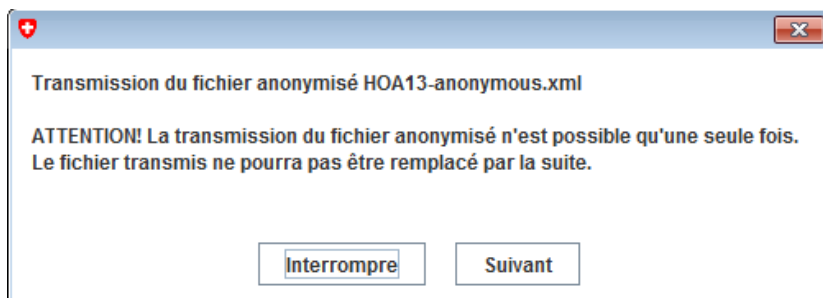 Transmission du fichier anonymisé HOA13-anonymous.xml
ATTENTION! La transmission du fichier anonymisé n'est possible qu'une seule fois.
Le fichier transmis ne pourra pas être remplacé par la suite.
Interrompre
Suivant